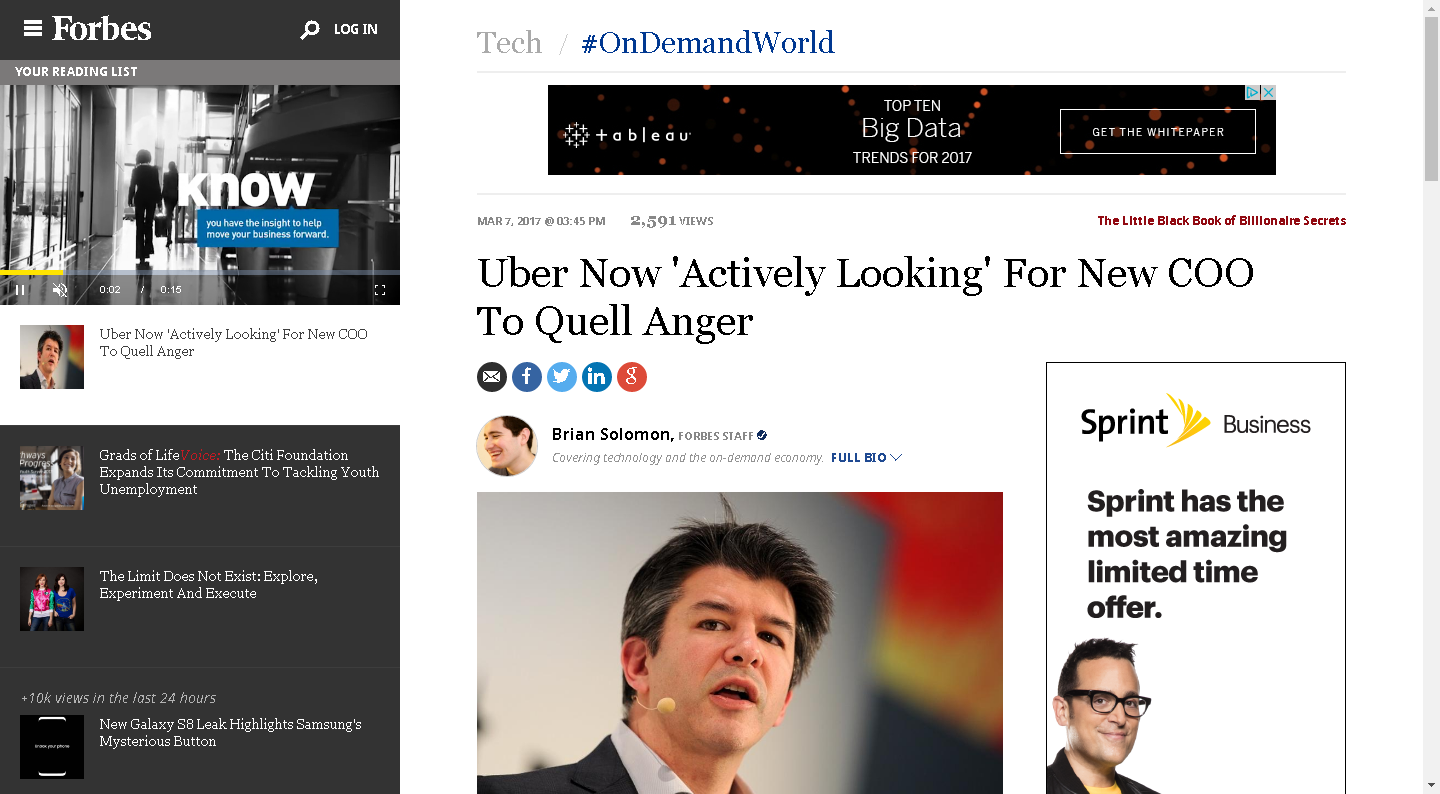 Forbes
LOG IN
YOUR READING LIST
know
you have the insight to help
move your business forward.
0:02 / 0:15
Uber Now 'Actively Looking' For New COO
To Quell Anger
Grads of LifeVoice: The Citi Foundation
Expands Its Commitment To Tackling Youth
Unemployment
The Limit Does Not Exist: Explore,
Experiment And Execute
+10k views in the last 24 hours
Unlock your phone
New Galaxy S8 Leak Highlights Samsung's
Mysterious Button
Tech / #OnDemandWorld
+ableau
TOP TEN
Big Data
TRENDS FOR 2017
GET THE WHITEPAPER
MAR 7, 2017 @ 03:45 PM 2,591 VIEWS
The Little Black Book of Billionaire Secrets
Uber Now 'Actively Looking' For New COO
To Quell Anger
Brian Solomon, FORBES STAFF
Covering technology and the on-demand economy. FULL BIO
Sprint Business
Sprint has the
most amazing
limited time
offer.